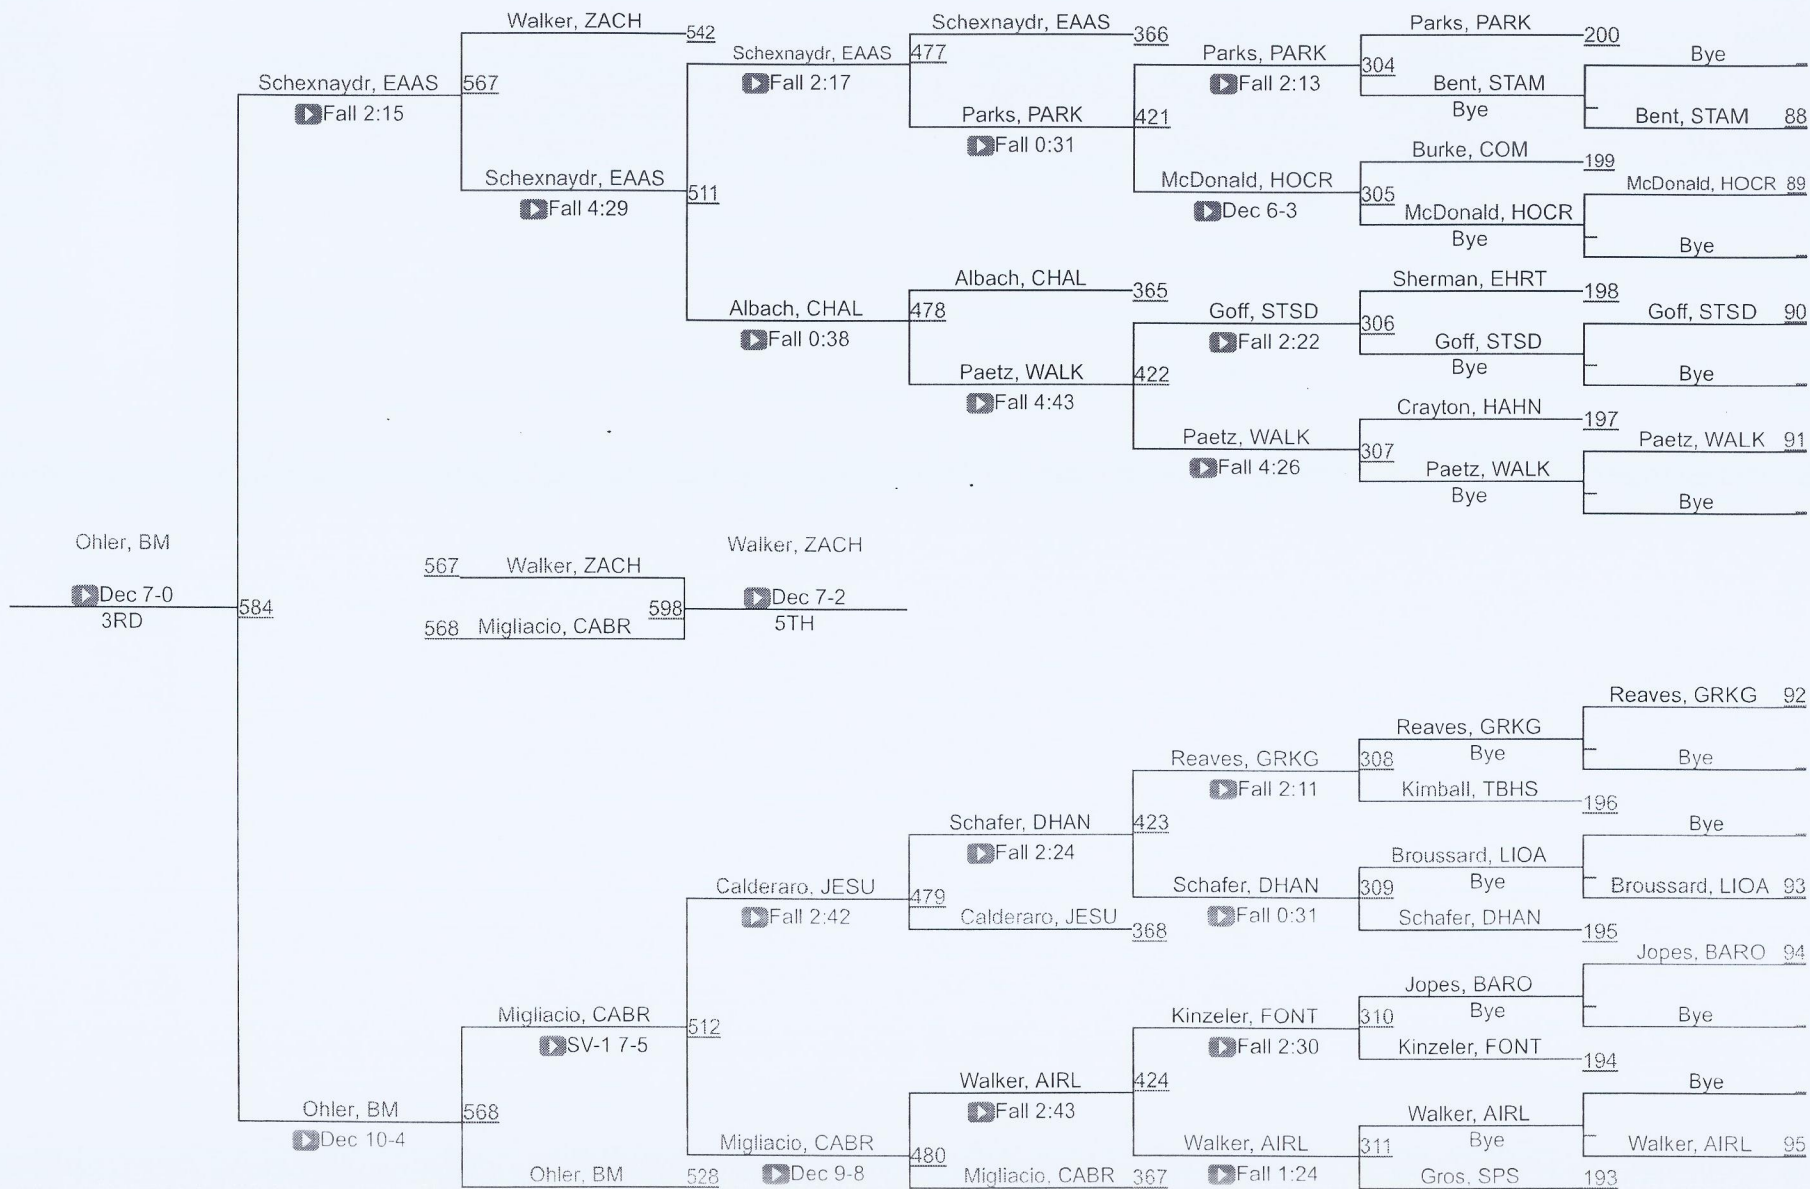 Walker, ZACH
542
Schexnaydr, EAAS
366
Parks, PARK
200
Schexnaydr, EAAS
477
Parks, PARK
304
Bye
Fall 2:17
Fall 2:13
Bent, STAM
Bye
Schexnaydr, EAAS
567
Fall 2:15
Parks, PARK
421
Bent, STAM 88
Fall 0:31
Burke, COM
199
Schexnaydr, EAAS
511
McDonald, HOCR
305
McDonald, HOCR 89
Fall 4:29
Dec 6-3
McDonald, HOCR
Bye
Bye
Albach, CHAL
365
Sherman, EHRT
198
Albach, CHAL
478
Goff, STSD
306
Goff, STSD 90
Fall 0:38
Fall 2:22
Goff, STSD
Bye
Bye
Paetz, WALK
422
Fall 4:43
Crayton, HAHN
197
Paetz, WALK
307
Paetz, WALK 91
Fall 4:26
Paetz, WALK
Bye
Bye
Ohler, BM
Dec 7-0
3RD
584
567 Walker, ZACH
568 Migliacio, CABR
598
Walker, ZACH
Dec 7-2
5TH
Reaves, GRKG 92
Reaves, GRKG
Bye
Bye
Reaves, GRKG
308
Fall 2:11
Kimball, TBHS
196
Schafer, DHAN
423
Bye
Fall 2:24
Broussard, LIOA
Bye
Calderaro, JESU
479
Schafer, DHAN
309
Broussard, LIOA 93
Fall 2:42
Calderaro, JESU
368
Fall 0:31
Schafer, DHAN
195
Jopes, BARO 94
Jopes, BARO
Bye
Migliacio, CABR
512
Kinzeler, FONT
310
Bye
SV-1 7-5
Fall 2:30
Kinzeler, FONT
194
Walker, AIRL
424
Bye
Ohler, BM
568
Fall 2:43
Walker, AIRL
Dec 10-4
Migliacio, CABR
480
Walker, AIRL
311
Bye
Walker, AIRL 95
Ohler, BM
528
Dec 9-8
Migliacio, CABR
367
Fall 1:24
Gros, SPS
193